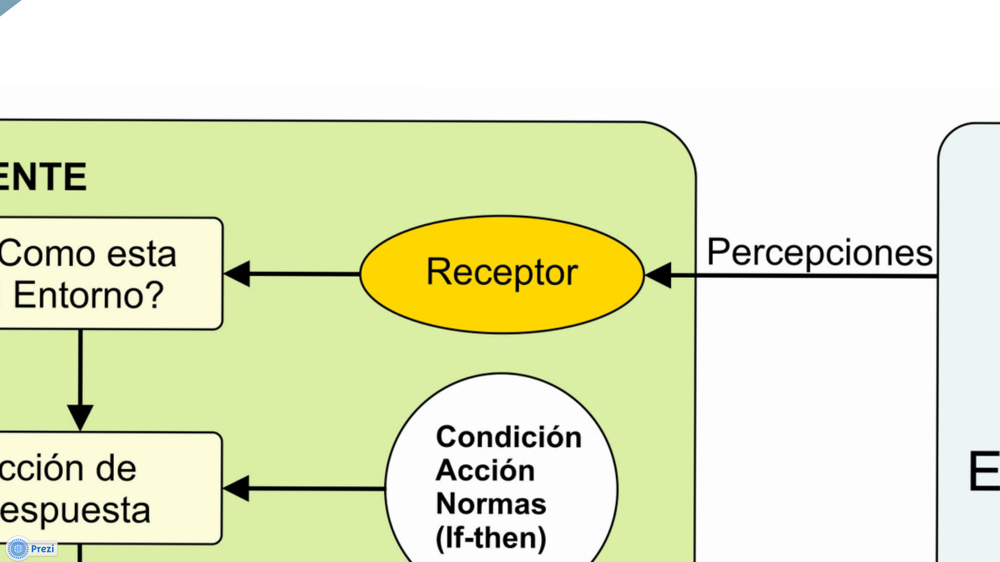 ENTE
Como esta
Entorno?
Receptor
Percepciones
Condición
Acción
Normas
(If-then)
cción de
espuesta
E
Prezi